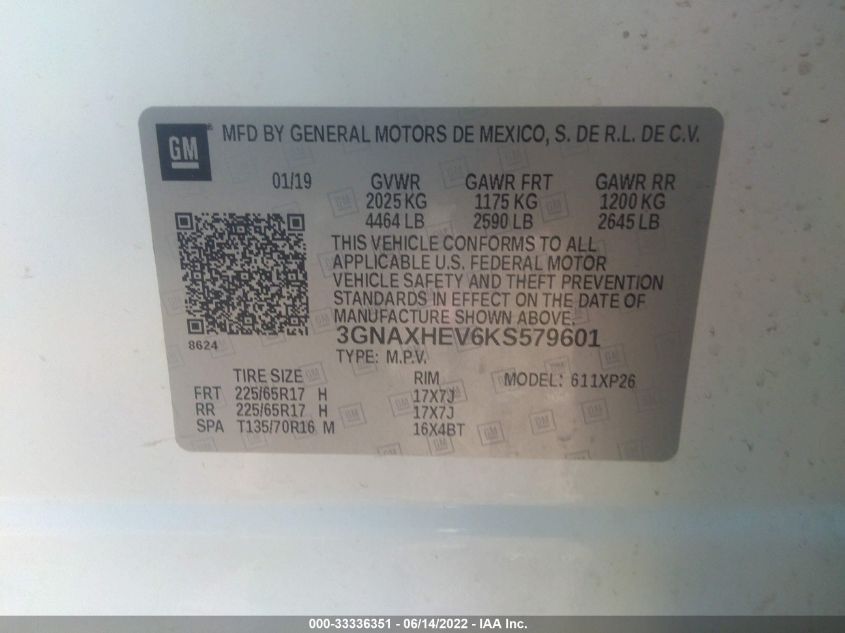 GM ® MFD BY GENERAL MOTORS DE MEXICO, S. DE R.L. DE C.V.
01/19 GVWR GAWR FRT GAWR RR
2025 KG 1175 KG 1200 KG
4464 LB 2590 LB 2645 LB
THIS VEHICLE CONFORMS TO ALL
APPLICABLE U.S. FEDERAL MOTOR
VEHICLE SAFETY AND THEFT PREVENTION
STANDARDS IN EFFECT ON THE DATE OF
MANUFACTURE SHOWN ABOVE.
8624
3GNAXHEV6KS579601
TYPE: M.P.V.
TIRE SIZE RIM MODEL: 611XP26
FRT 225/65R17 H 17X7J
RR 225/65R17 H 17X7J
SPA T135/70R16 M 16X4BT
000-33336351 - 06/14/2022 - IAA Inc.